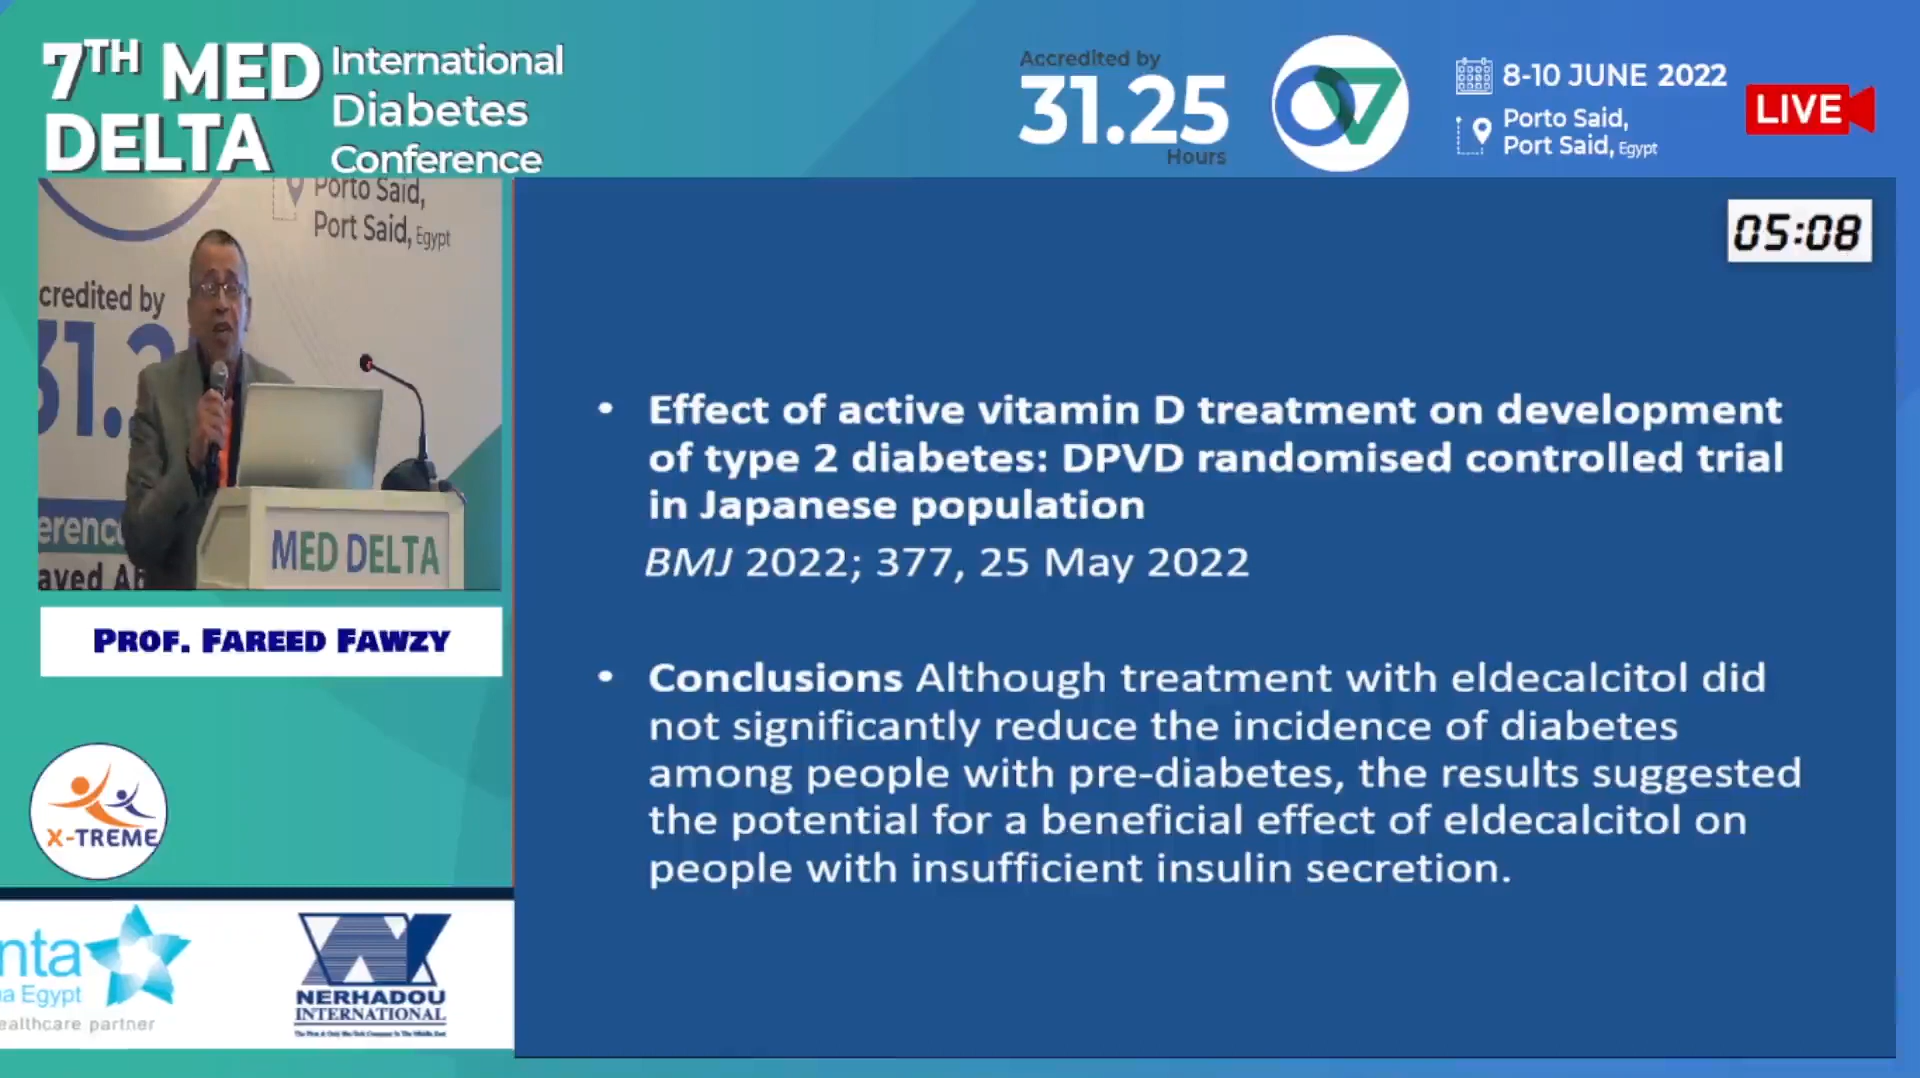 7TH MED
DELTA
International
Diabetes
Conference
Accredited by
31.25
Hours
8-10 JUNE 2022
Porto Said,
Port Said, Egypt
LIVE
Porto Said,
Port Said, Egypt
credited by
31.2
MED DELTA
PROF. FAREED FAWZY
X-TREME
nta
a Egypt
ealthcare partner
NERHADOU
INTERNATIONAL
05:08
• Effect of active vitamin D treatment on development
of type 2 diabetes: DPVD randomised controlled trial
in Japanese population
BMJ 2022; 377, 25 May 2022
• Conclusions Although treatment with eldecalcitol did
not significantly reduce the incidence of diabetes
among people with pre-diabetes, the results suggested
the potential for a beneficial effect of eldecalcitol on
people with insufficient insulin secretion.